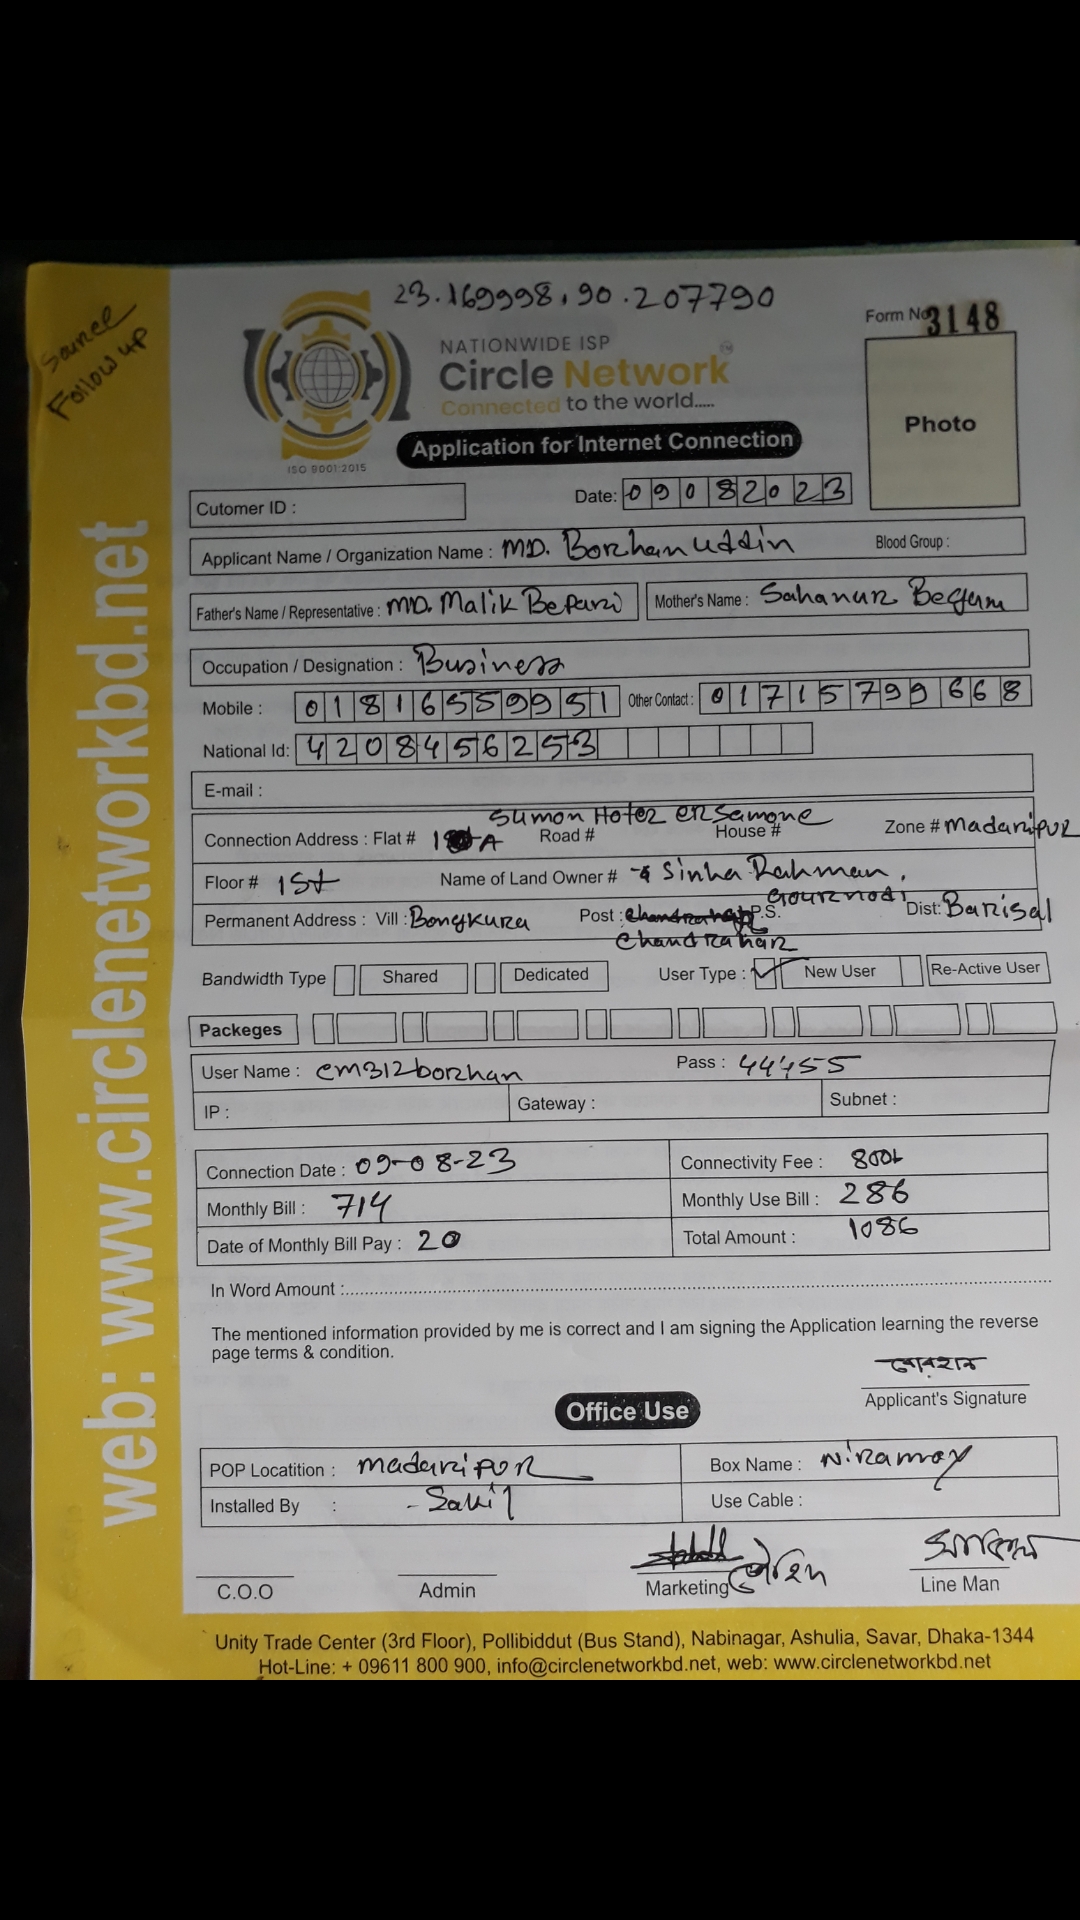 23.169998, 90.207790
Source
Follow up
Form No 3148
NATIONWIDE ISP
Circle Network
Connected to the world.....
ISO 9001:2015
Photo
Application for Internet Connection
Cutomer ID :
Date: 09082023
Applicant Name / Organization Name : MD. Borhan uddin Blood Group :
Father's Name / Representative : MD. Malik Bepari Mother's Name : Sahanur Begum
Occupation / Designation : Business
Mobile : 01816559951 Other Contact : 01715799668
National Id: 4208456253
E-mail :
Sumon Hotel er Samone
Connection Address : Flat # A Road # House # Zone # Madaripur
Floor # 1st Name of Land Owner # Sinha Rahman,
Permanent Address : Vill : Bongkura Post : Chandrahar P.S. Gournodi Dist: Barisal
Bandwidth Type Shared Dedicated User Type : New User Re-Active User
Packeges
User Name : cm312borhan Pass : 44455
IP : Gateway : Subnet :
Connection Date : 09-08-23 Connectivity Fee : 800
Monthly Bill : 714 Monthly Use Bill : 286
Date of Monthly Bill Pay : 20 Total Amount : 1086
In Word Amount :
The mentioned information provided by me is correct and I am signing the Application learning the reverse
page terms & condition.
বোরহান
Applicant's Signature
Office Use
POP Locatition : Madaripur Box Name : Niramoy
Installed By : Sakil Use Cable :
C.O.O Admin Marketing Line Man
Unity Trade Center (3rd Floor), Pollibiddut (Bus Stand), Nabinagar, Ashulia, Savar, Dhaka-1344
Hot-Line: + 09611 800 900, info@circlenetworkbd.net, web: www.circlenetworkbd.net
web: www.circlenetworkbd.net